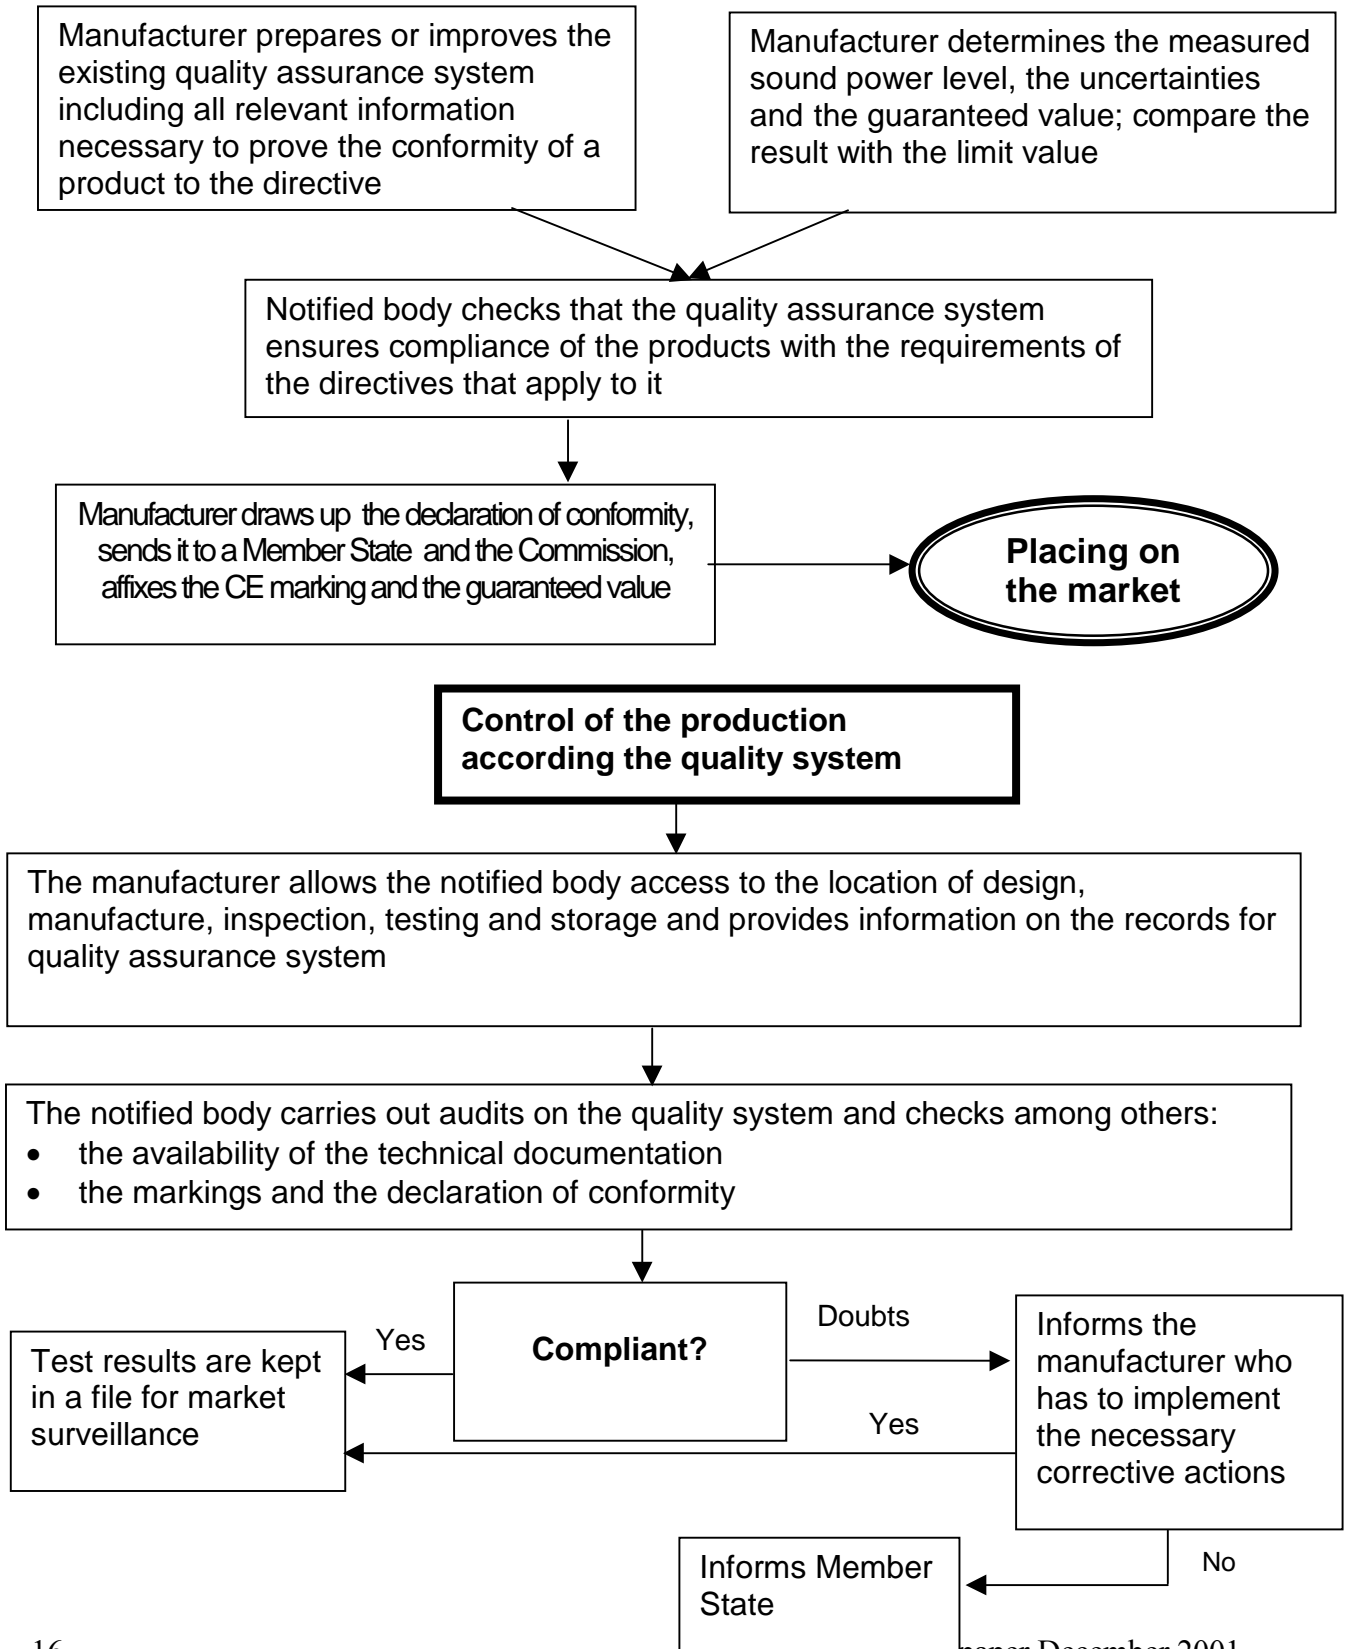 Manufacturer prepares or improves the
existing quality assurance system
including all relevant information
necessary to prove the conformity of a
product to the directive
Manufacturer determines the measured
sound power level, the uncertainties
and the guaranteed value; compare the
result with the limit value
Notified body checks that the quality assurance system
ensures compliance of the products with the requirements of
the directives that apply to it
Manufacturer draws up the declaration of conformity,
sends it to a Member State and the Commission,
affixes the CE marking and the guaranteed value
Placing on
the market
Control of the production
according the quality system
The manufacturer allows the notified body access to the location of design,
manufacture, inspection, testing and storage and provides information on the records for
quality assurance system
The notified body carries out audits on the quality system and checks among others:
• the availability of the technical documentation
• the markings and the declaration of conformity
Compliant?
Yes
Doubts
Test results are kept
in a file for market
surveillance
Informs the
manufacturer who
has to implement
the necessary
corrective actions
Yes
No
Informs Member
State
16
paper December 2001